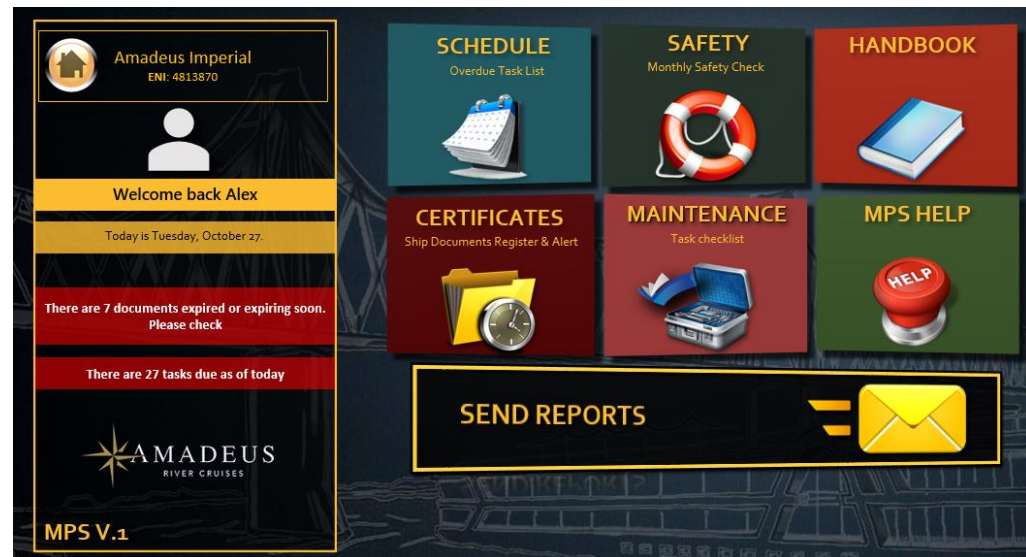 Amadeus Imperial
ENI: 4813870
Welcome back Alex
Today is Tuesday, October 27.
There are 7 documents expired or expiring soon.
Please check
There are 27 tasks due as of today
AMADEUS
RIVER CRUISES
MPS V.1
SCHEDULE
Overdue Task List
SAFETY
Monthly Safety Check
HANDBOOK
CERTIFICATES
Ship Documents Register & Alert
MAINTENANCE
Task checklist
MPS HELP
HELP
SEND REPORTS